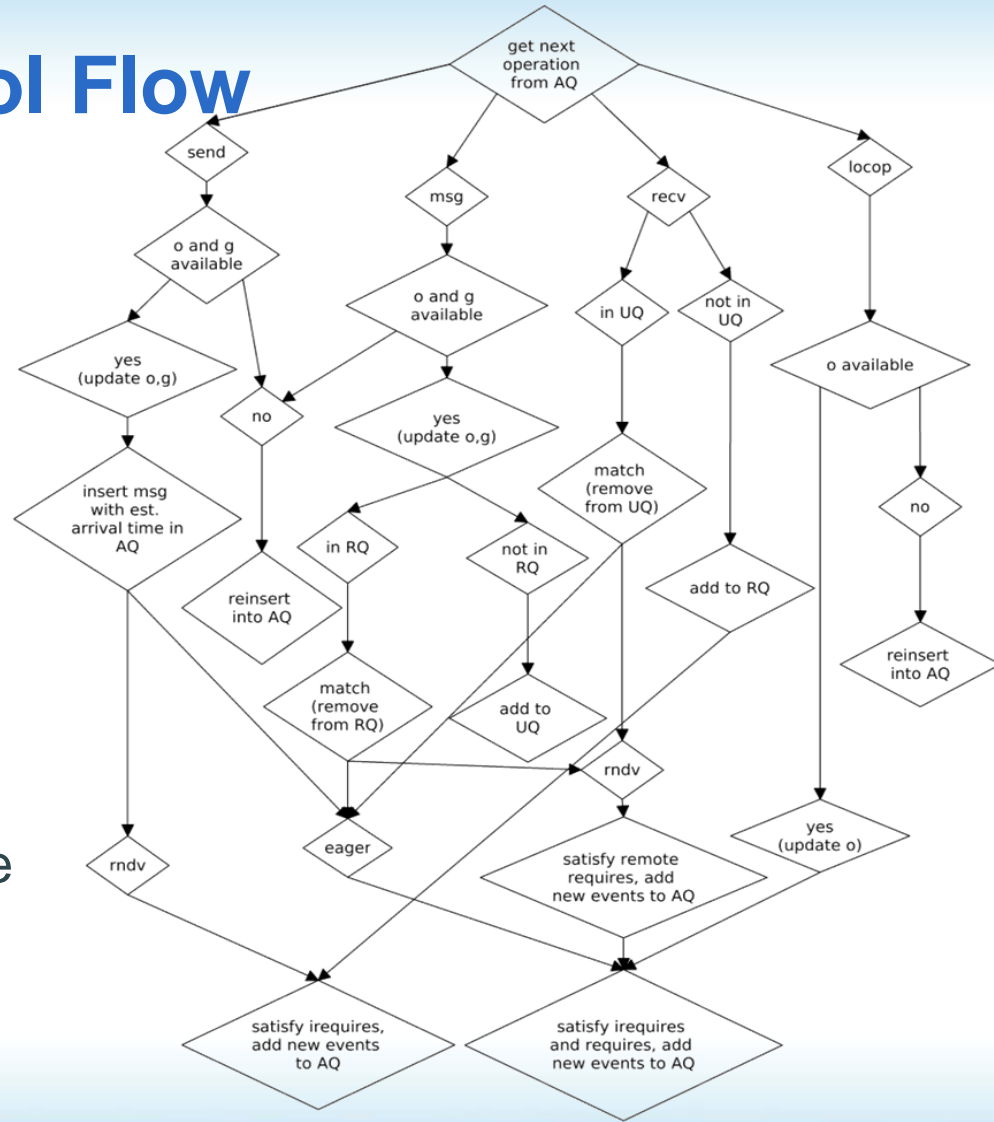 ol Flow
get next
operation
from AQ
send
msg
recv
locop
o and g
available
o and g
available
in UQ
not in
UQ
o available
yes
(update o,g)
no
yes
(update o,g)
match
(remove
from UQ)
insert msg
with est.
arrival time in
AQ
no
in RQ
not in
RQ
add to RQ
reinsert
into AQ
reinsert
into AQ
match
(remove
from RQ)
add to
UQ
rndv
yes
(update o)
eager
rndv
e
satisfy remote
requires, add
new events to AQ
satisfy irequires,
add new events
to AQ
satisfy irequires
and requires, add
new events to AQ